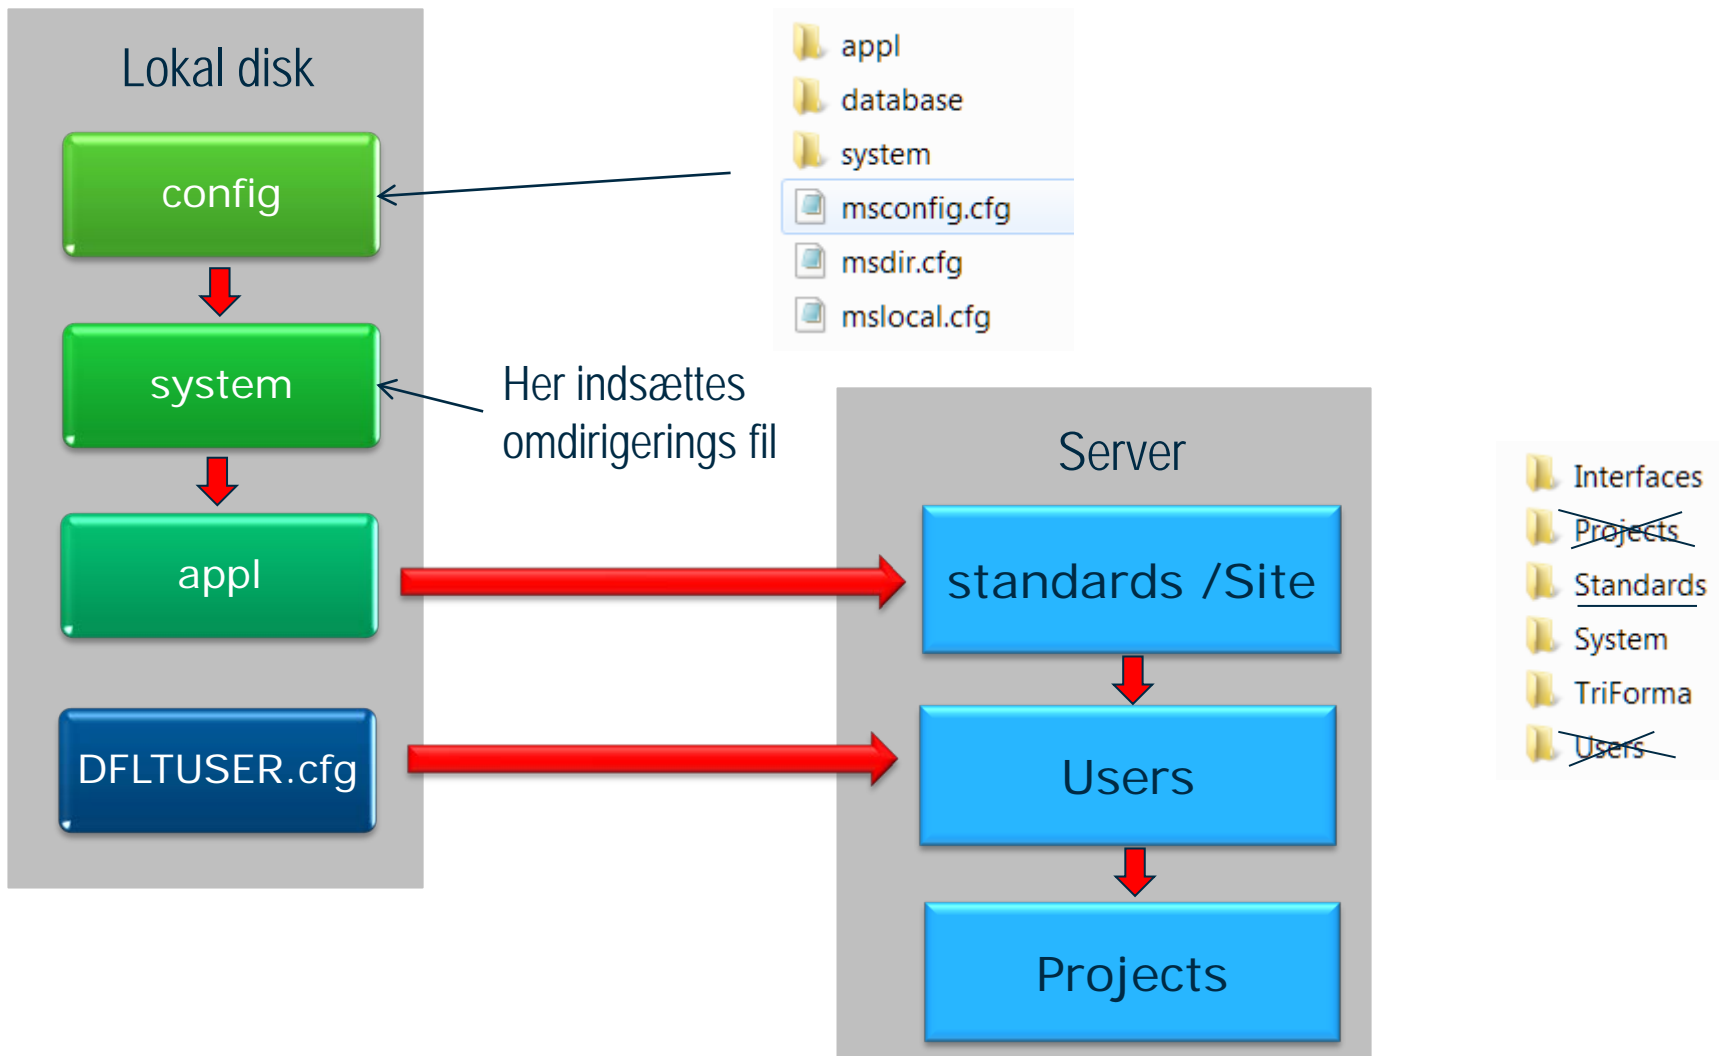 Lokal disk
config
system
appl
DFLTUSER.cfg
appl
database
system
msconfig.cfg
msdir.cfg
mslocal.cfg
Her indsættes
omdirigerings fil
Server
standards /Site
Users
Projects
Interfaces
Projects
Standards
System
TriForma
Users